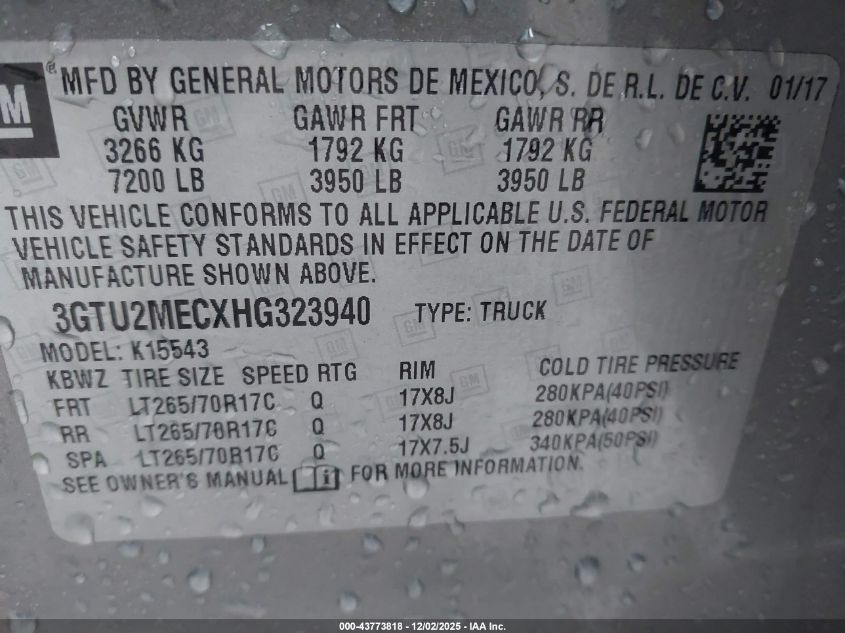 GM ® MFD BY GENERAL MOTORS DE MEXICO, S. DE R.L. DE C.V. 01/17
GVWR GAWR FRT GAWR RR
3266 KG 1792 KG 1792 KG
7200 LB 3950 LB 3950 LB
THIS VEHICLE CONFORMS TO ALL APPLICABLE U.S. FEDERAL MOTOR
VEHICLE SAFETY STANDARDS IN EFFECT ON THE DATE OF
MANUFACTURE SHOWN ABOVE.
3GTU2MECXHG323940 TYPE: TRUCK
MODEL: K15543
KBWZ TIRE SIZE SPEED RTG RIM COLD TIRE PRESSURE
FRT LT265/70R17C Q 17X8J 280KPA(40PSI)
RR LT265/70R17C Q 17X8J 280KPA(40PSI)
SPA LT265/70R17C Q 17X7.5J 340KPA(50PSI)
SEE OWNER'S MANUAL i FOR MORE INFORMATION.
000-43773818 - 12/02/2025 - IAA Inc.